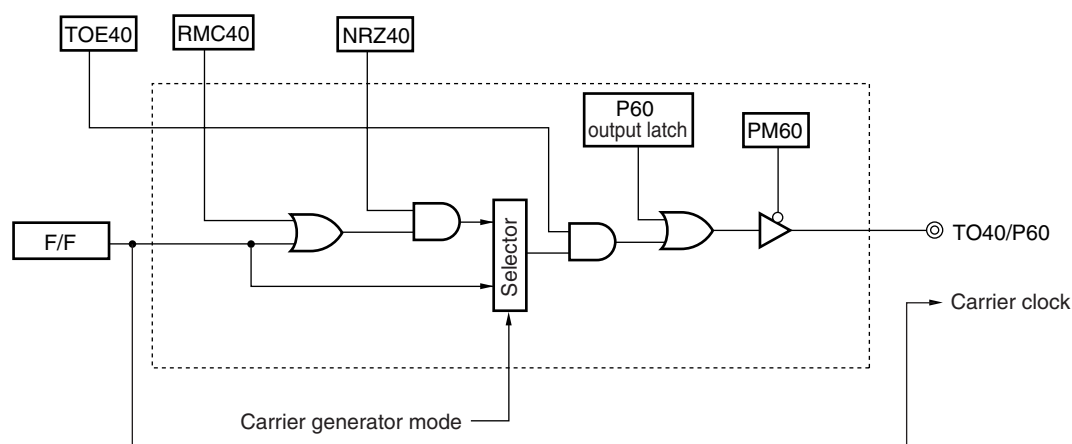 TOE40
RMC40
NRZ40
P60
output latch
PM60
F/F
Selector
TO40/P60
Carrier clock
Carrier generator mode